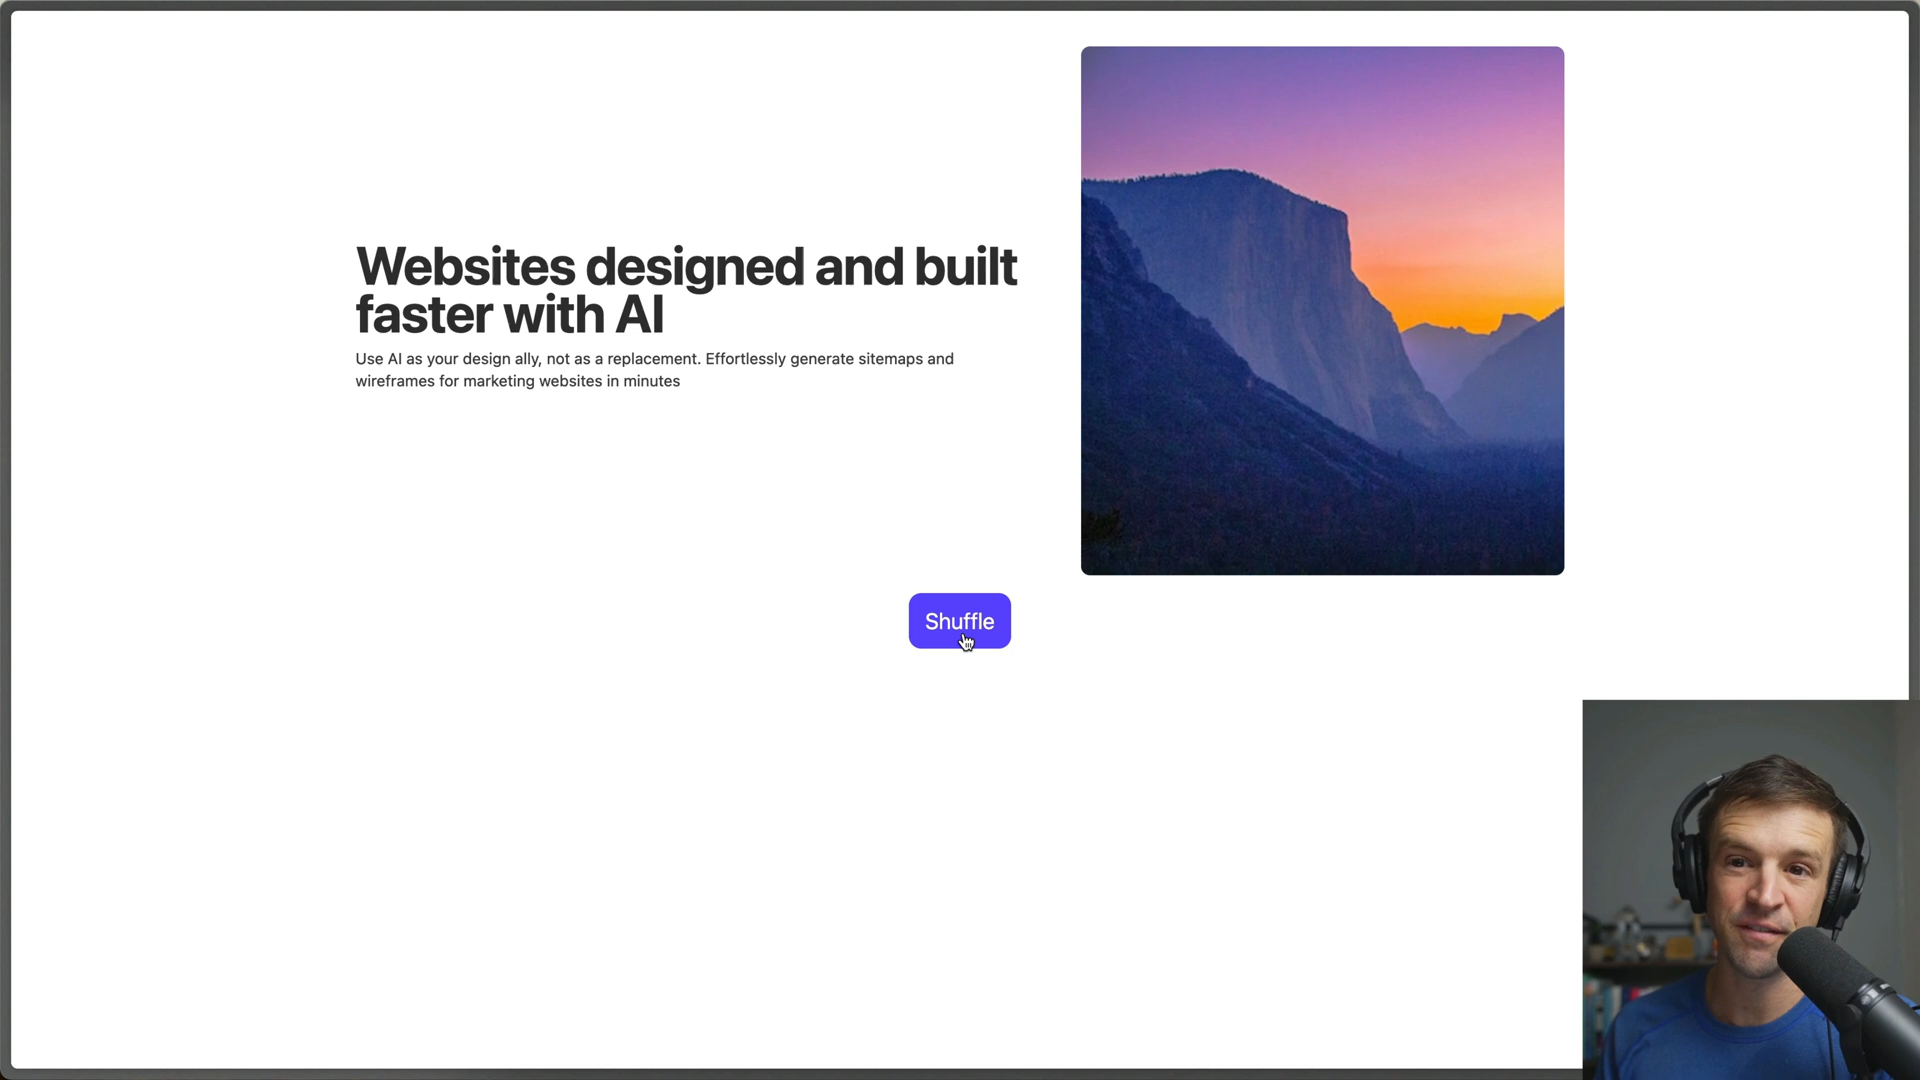 Websites designed and built
faster with AI
Use AI as your design ally, not as a replacement. Effortlessly generate sitemaps and
wireframes for marketing websites in minutes
Shuffle